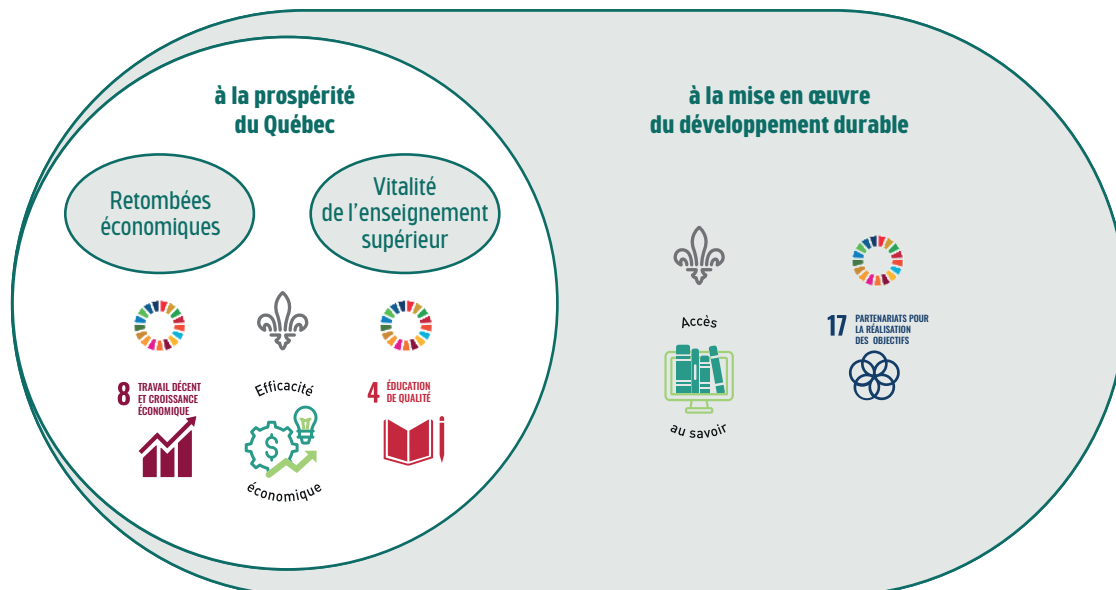 à la prospérité
du Québec
Retombées
économiques
Vitalité
de l'enseignement
supérieur
8 TRAVAIL DÉCENT
ET CROISSANCE
ÉCONOMIQUE
Efficacité
$
économique
4 ÉDUCATION
DE QUALITÉ
à la mise en œuvre
du développement durable
Accès
au savoir
17 PARTENARIATS POUR
LA RÉALISATION
DES OBJECTIFS